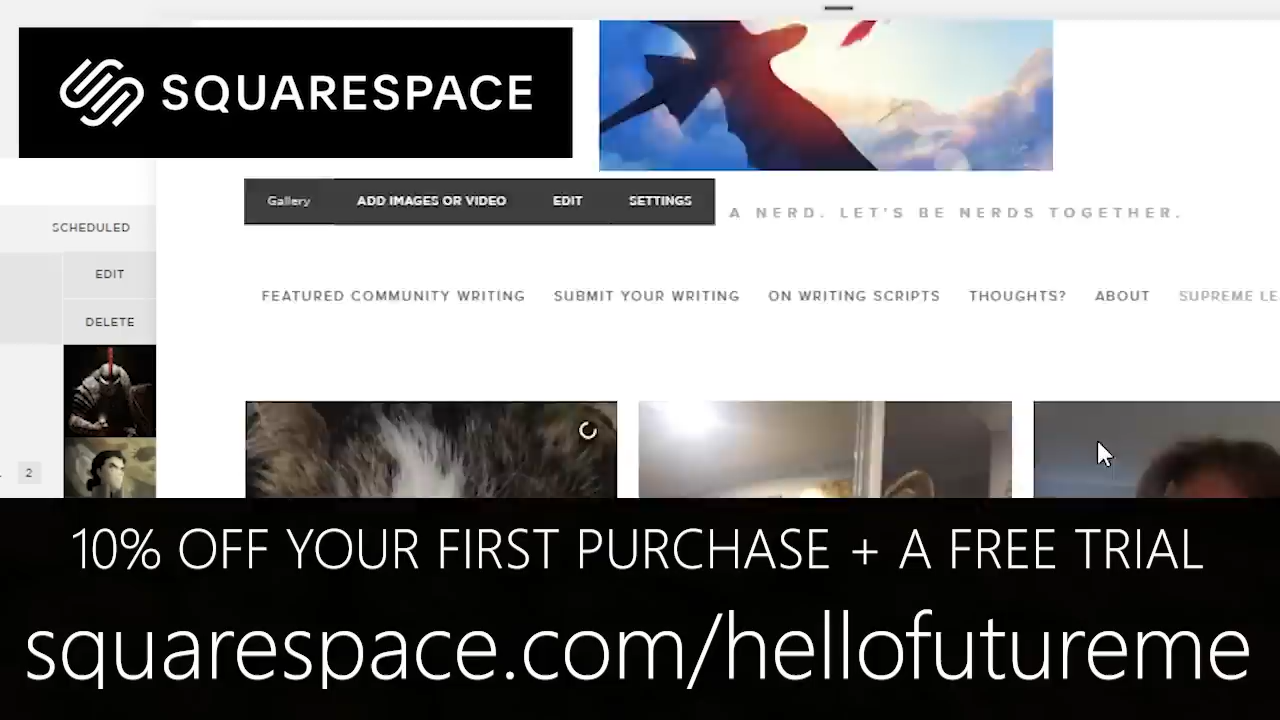 SQUARESPACE
Gallery ADD IMAGES OR VIDEO EDIT SETTINGS
A NERD. LET'S BE NERDS TOGETHER.
SCHEDULED
EDIT
FEATURED COMMUNITY WRITING SUBMIT YOUR WRITING ON WRITING SCRIPTS THOUGHTS? ABOUT SUPREME LE
DELETE
2
10% OFF YOUR FIRST PURCHASE + A FREE TRIAL
squarespace.com/hellofutureme